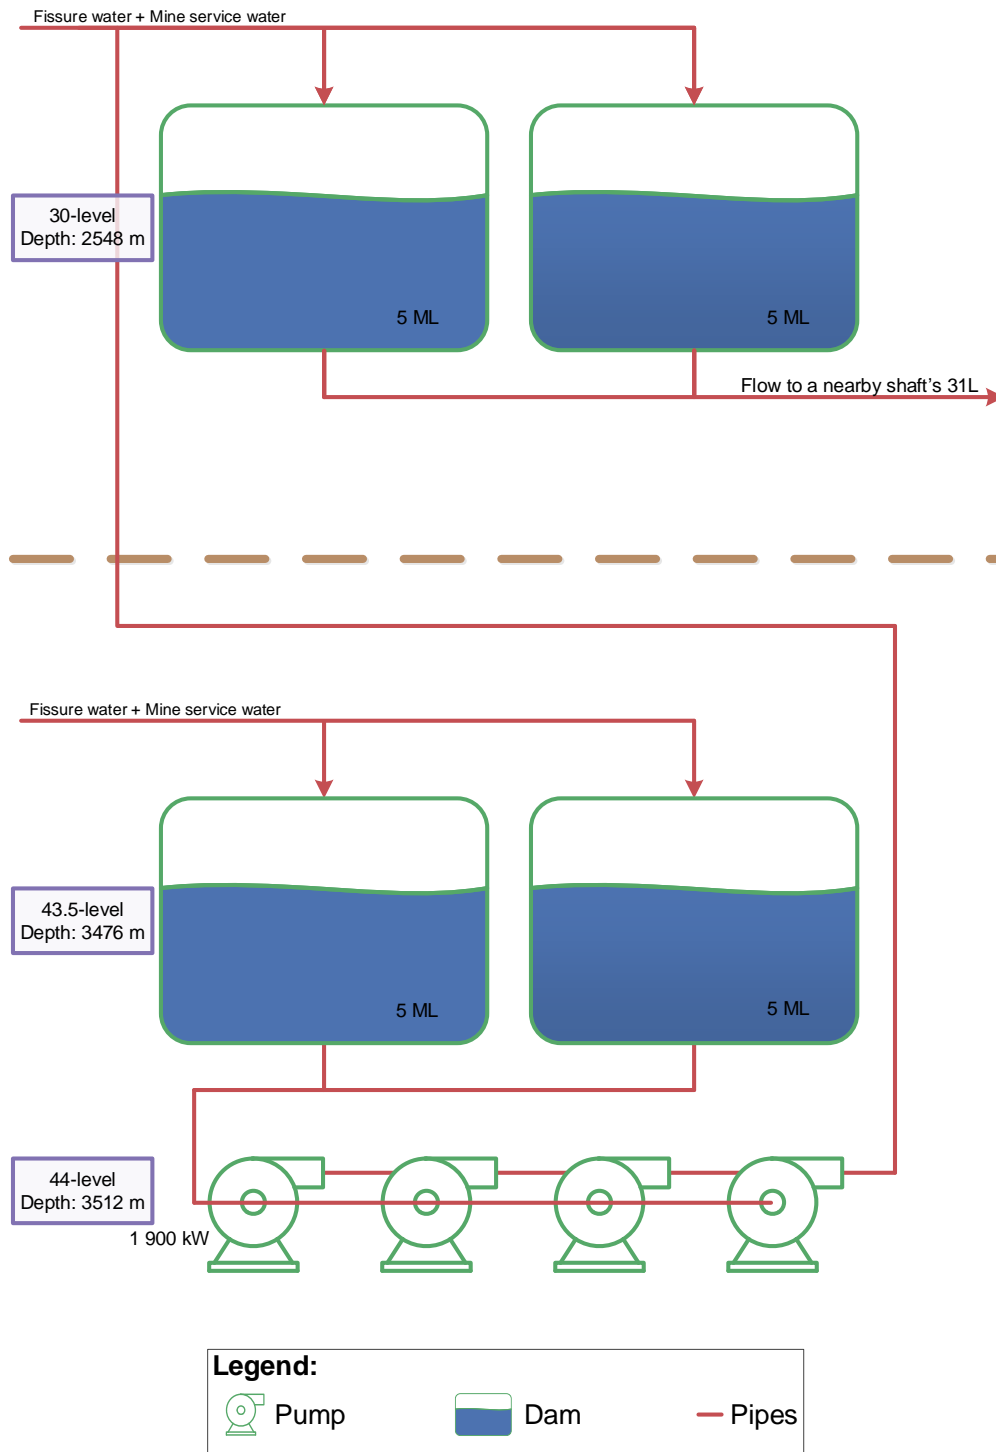 Fissure water + Mine service water
30-level
Depth: 2548 m
5 ML
5 ML
Flow to a nearby shaft's 31L
Fissure water + Mine service water
43.5-level
Depth: 3476 m
5 ML
5 ML
44-level
Depth: 3512 m
1 900 kW
Legend:
Pump
Dam
Pipes